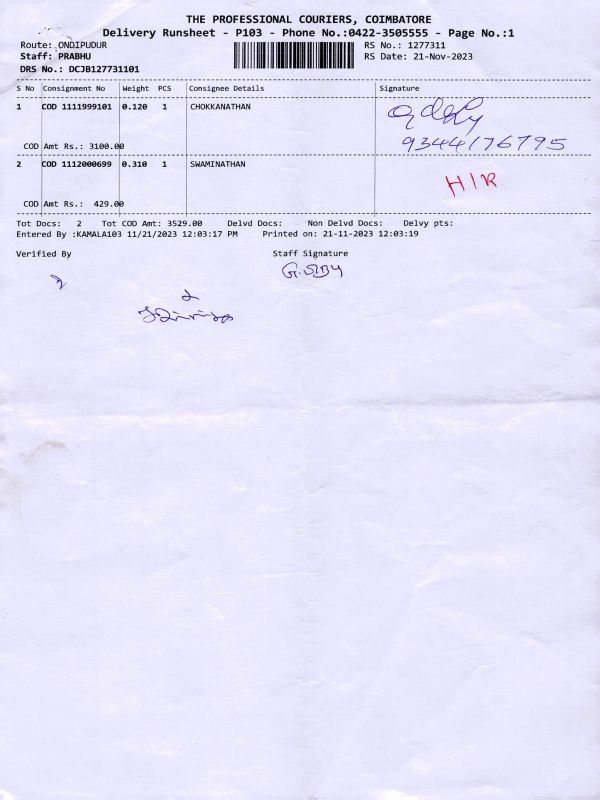 THE PROFESSIONAL COURIERS, COIMBATORE
Delivery Runsheet - P103 - Phone No.:0422-3505555 - Page No.:1
Route: ONDIPUDUR RS No.: 1277311
Staff: PRABHU RS Date: 21-Nov-2023
DRS No.: DCJB127731101
S No Consignment No Weight PCS Consignee Details Signature
1 COD 1111999101 0.120 1 CHOKKANATHAN
COD Amt Rs.: 3100.00 9344176795
2 COD 1112000699 0.310 1 SWAMINATHAN H/R
COD Amt Rs.: 429.00
Tot Docs: 2 Tot COD Amt: 3529.00 Delvd Docs: Non Delvd Docs: Delvy pts:
Entered By :KAMALA103 11/21/2023 12:03:17 PM Printed on: 21-11-2023 12:03:19
Verified By Staff Signature